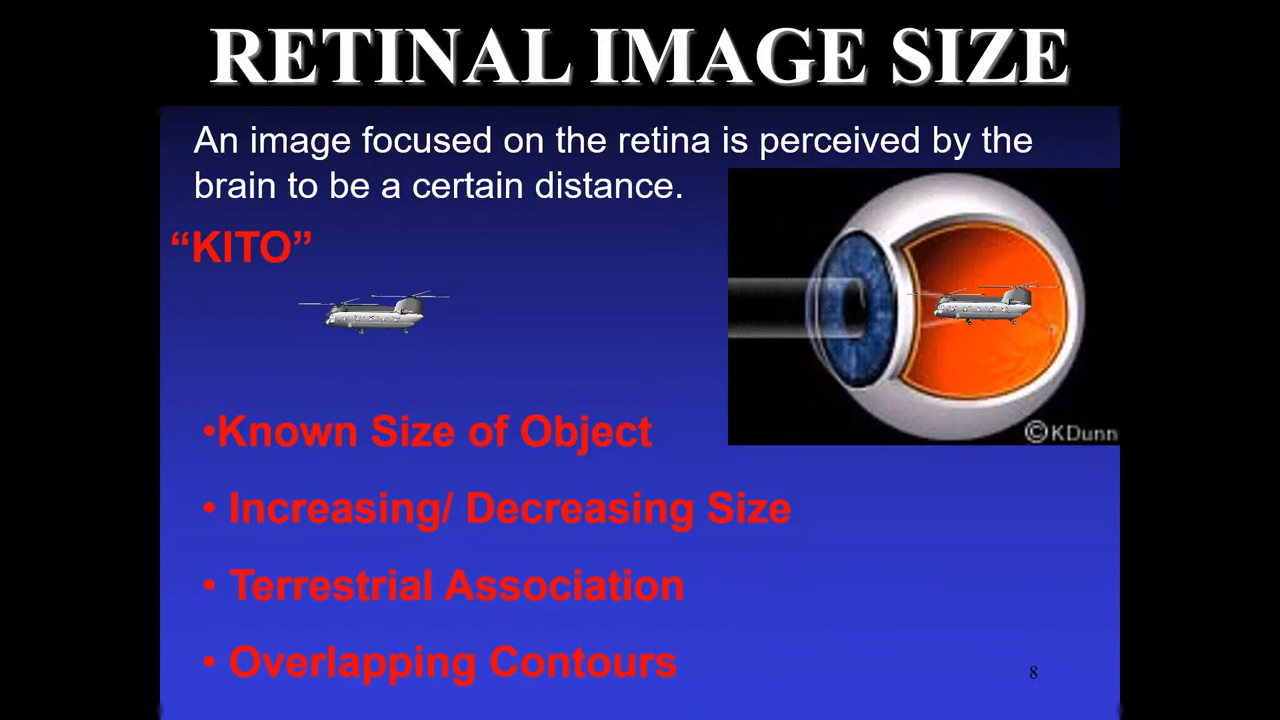 RETINAL IMAGE SIZE
An image focused on the retina is perceived by the
brain to be a certain distance.
“KITO”
©KDunn
•Known Size of Object
• Increasing/ Decreasing Size
• Terrestrial Association
• Overlapping Contours
8